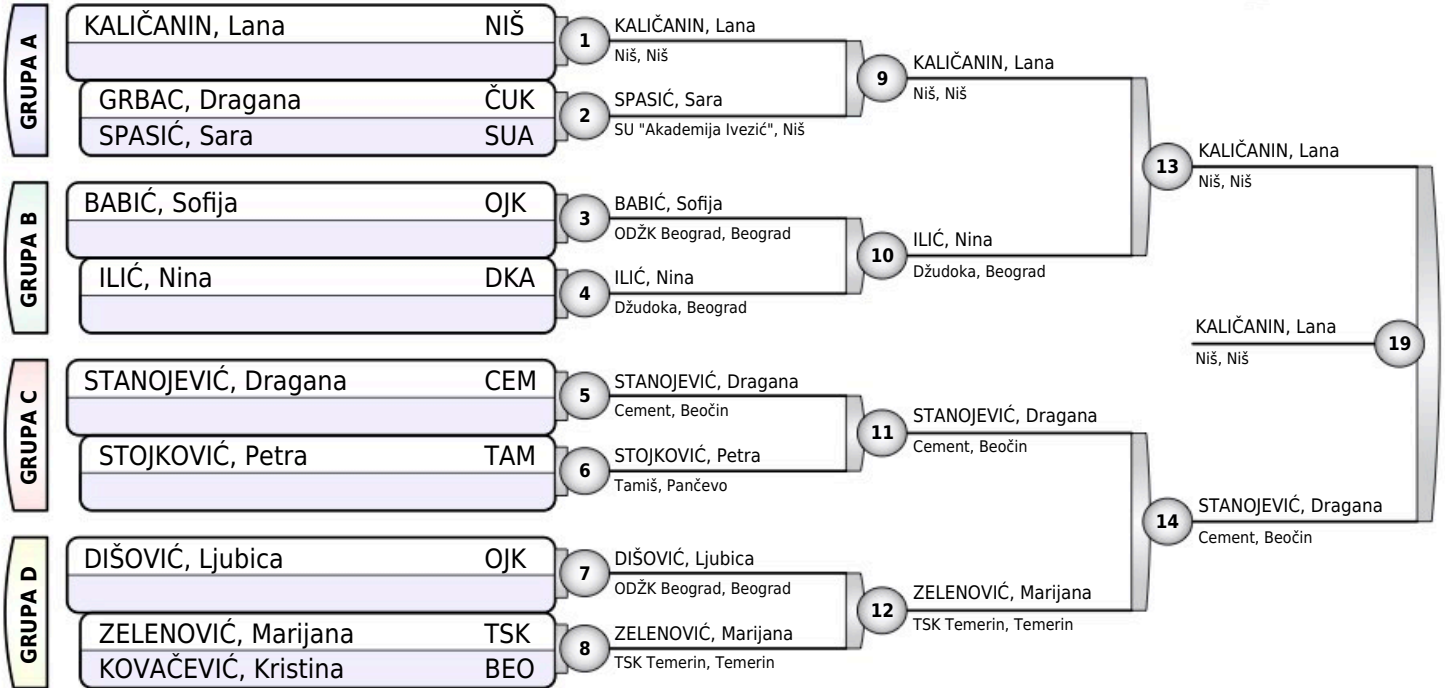 GRUPA A
KALIČANIN, Lana NIŠ
GRBAC, Dragana ČUK
SPASIĆ, Sara SUA
GRUPA B
BABIĆ, Sofija OJK
ILIĆ, Nina DKA
GRUPA C
STANOJEVIĆ, Dragana CEM
STOJKOVIĆ, Petra TAM
GRUPA D
DIŠOVIĆ, Ljubica OJK
ZELENOVIĆ, Marijana TSK
KOVAČEVIĆ, Kristina BEO
1
KALIČANIN, Lana
Niš, Niš
2
SPASIĆ, Sara
SU "Akademija Ivezić", Niš
3
BABIĆ, Sofija
ODŽK Beograd, Beograd
4
ILIĆ, Nina
Džudoka, Beograd
5
STANOJEVIĆ, Dragana
Cement, Beočin
6
STOJKOVIĆ, Petra
Tamiš, Pančevo
7
DIŠOVIĆ, Ljubica
ODŽK Beograd, Beograd
8
ZELENOVIĆ, Marijana
TSK Temerin, Temerin
9
KALIČANIN, Lana
Niš, Niš
10
ILIĆ, Nina
Džudoka, Beograd
11
STANOJEVIĆ, Dragana
Cement, Beočin
12
ZELENOVIĆ, Marijana
TSK Temerin, Temerin
13
KALIČANIN, Lana
Niš, Niš
14
STANOJEVIĆ, Dragana
Cement, Beočin
KALIČANIN, Lana
Niš, Niš
19